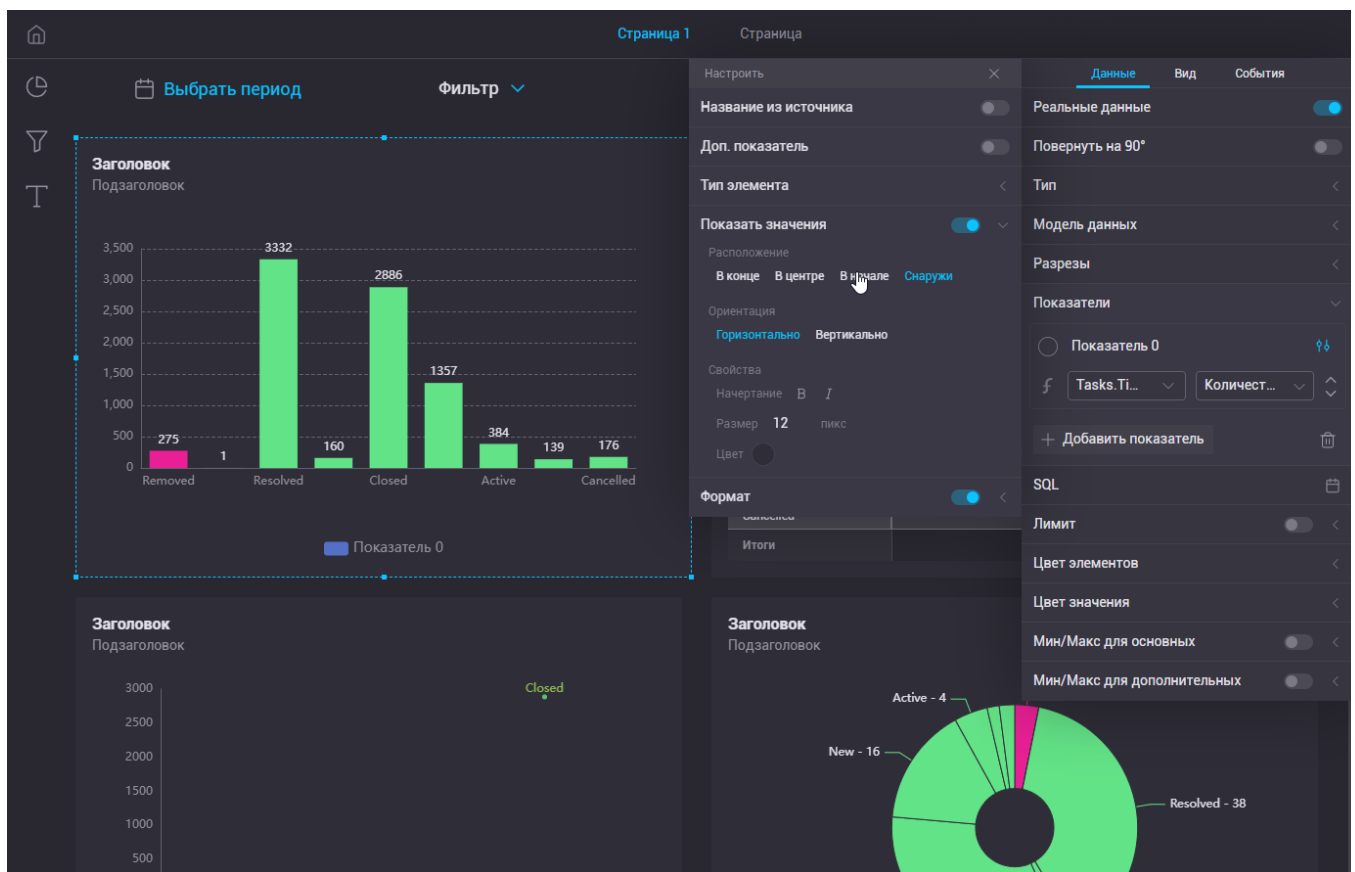 Страница 1
Страница
Выбрать период
Фильтр
Заголовок
Подзаголовок
3,500
3,000
2,500
2,000
1,500
1,000
500
0
275
1
3332
160
2886
1357
384
139
176
Removed
Resolved
Closed
Active
Cancelled
Показатель 0
Настроить
Название из источника
Доп. показатель
Тип элемента
Показать значения
Расположение
В конце В центре В начале Снаружи
Ориентация
Горизонтально Вертикально
Свойства
Начертание B I
Размер 12 пикс
Цвет
Формат
Cancelled
Итоги
Данные Вид События
Реальные данные
Повернуть на 90°
Тип
Модель данных
Разрезы
Показатели
Показатель 0
f Tasks.Ti... Количест...
Добавить показатель
SQL
Лимит
Цвет элементов
Цвет значения
Мин/Макс для основных
Мин/Макс для дополнительных
Заголовок
Подзаголовок
3000
2500
2000
1500
1000
500
Closed
Заголовок
Подзаголовок
Active - 4
New - 16
Resolved - 38